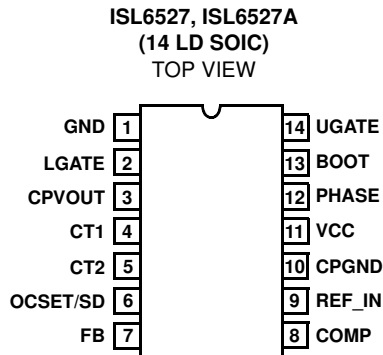 ISL6527, ISL6527A
(14 LD SOIC)
TOP VIEW
GND 1 14 UGATE
LGATE 2 13 BOOT
CPVOUT 3 12 PHASE
CT1 4 11 VCC
CT2 5 10 CPGND
OCSET/SD 6 9 REF_IN
FB 7 8 COMP